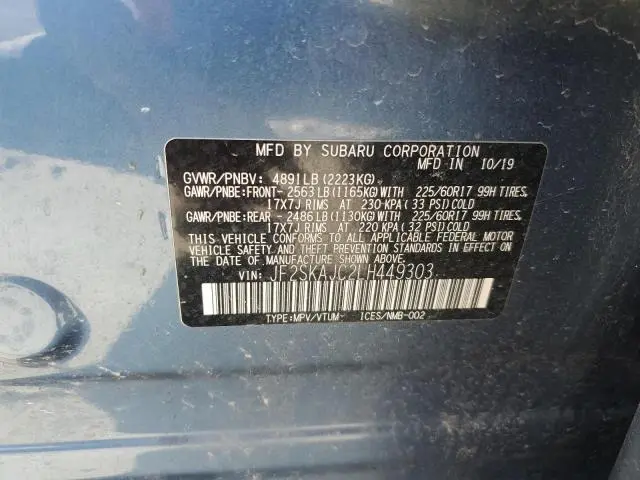 MFD BY SUBARU CORPORATION
MFD IN 10/19
GVWR/PNBV: 4891LB(2223KG)
GAWR/PNBE:FRONT- 2563LB(1165KG)WITH 225/60R17 99H TIRES,
17X7J RIMS AT 230 KPA(33 PSI)COLD
GAWR/PNBE:REAR - 2486LB(1130KG)WITH 225/60R17 99H TIRES,
17X7J RIMS AT 220 KPA(32 PSI)COLD
THIS VEHICLE CONFORMS TO ALL APPLICABLE FEDERAL MOTOR
VEHICLE SAFETY AND THEFT PREVENTION STANDARDS IN EFFECT
ON THE DATE OF MANUFACTURE SHOWN ABOVE.
VIN: JF2SKAJC2LH449303
TYPE:MPV/VTUM ICES/NMB-002